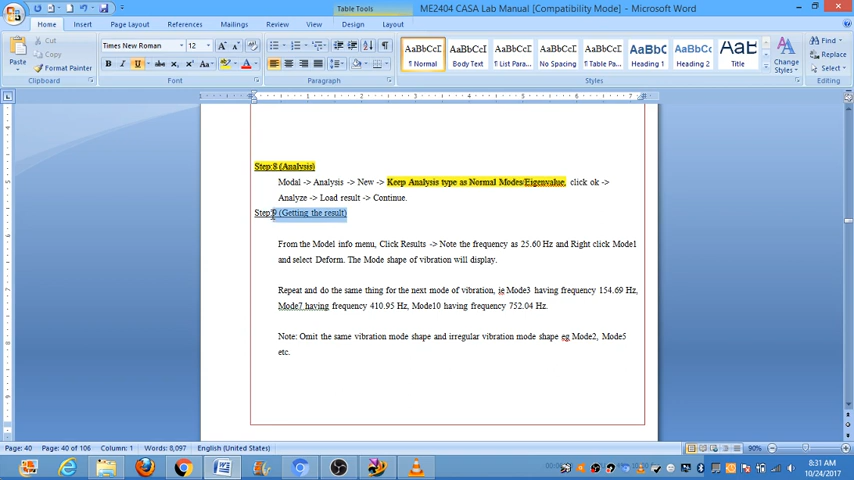 Table Tools
ME2404 CASA Lab Manual [Compatibility Mode] - Microsoft Word
Home Insert Page Layout References Mailings Review View Design Layout
Cut
Copy
Format Painter
Paste
Times New Roman 12
AaBbCcI AaBbCcI AaBbCcI AaBbCcI AaBbCcI AaBbC AaBbCc AaB
¶ Normal Body Text ¶ List Para... ¶ No Spacing ¶ Table Pa... Heading 1 Heading 2 Title
Change Styles
Find
Replace
Select
Clipboard Font Paragraph Styles Editing
Step:8 (Analysis)
Modal -> Analysis -> New -> Keep Analysis type as Normal Modes/Eigenvalue, click ok ->
Analyze -> Load result -> Continue.
Step:9 (Getting the result)
From the Model info menu, Click Results -> Note the frequency as 25.60 Hz and Right click Mode1
and select Deform. The Mode shape of vibration will display.
Repeat and do the same thing for the next mode of vibration, ie Mode3 having frequency 154.69 Hz,
Mode7 having frequency 410.95 Hz, Mode10 having frequency 752.04 Hz.
Note: Omit the same vibration mode shape and irregular vibration mode shape eg Mode2, Mode5
etc.
Page: 40 Page: 40 of 106 Column: 1 Words: 8,097 English (United States) 90%
8:31 AM
10/24/2017